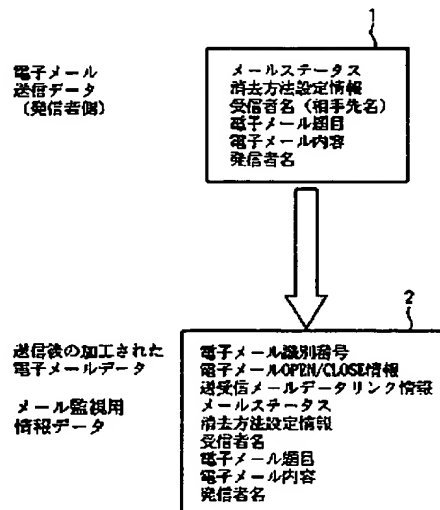 1
電子メール
送信データ
(発信者側)
メールステータス
消去方法設定情報
受信者名(相手先名)
電子メール題目
電子メール内容
発信者名
2
送信後の加工された
電子メールデータ
メール監視用
情報データ
電子メール識別番号
電子メールOPEN/CLOSE情報
送受信メールデータリンク情報
メールステータス
消去方法設定情報
受信者名
電子メール題目
電子メール内容
発信者名